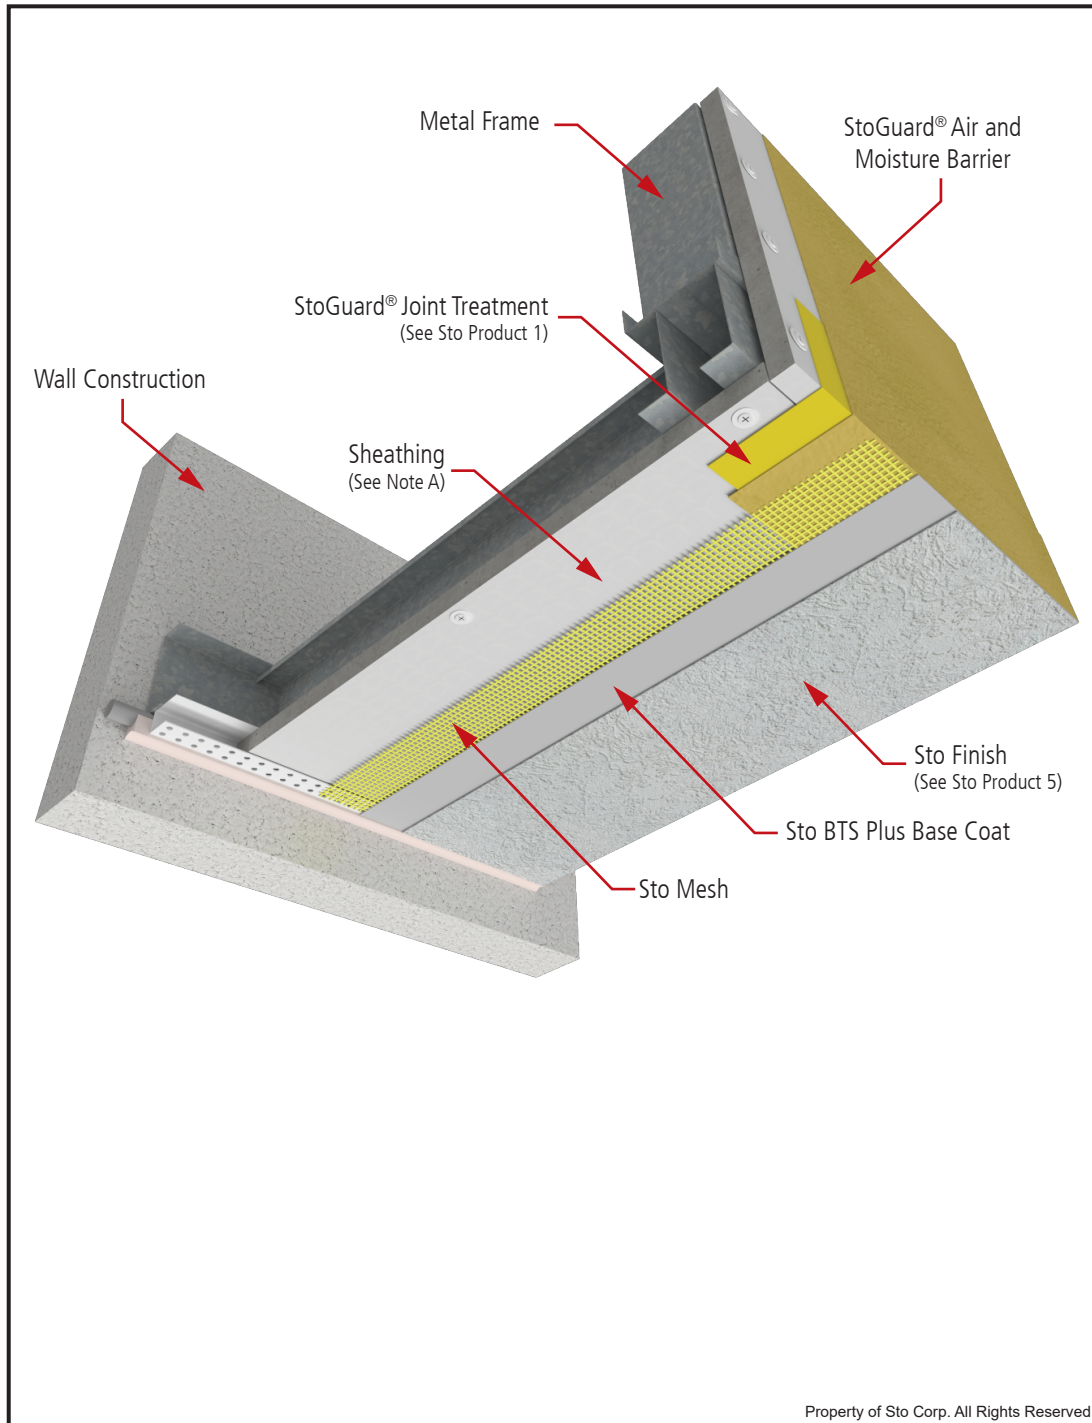 Metal Frame
StoGuard® Air and
Moisture Barrier
StoGuard® Joint Treatment
(See Sto Product 1)
Wall Construction
Sheathing
(See Note A)
Sto Finish
(See Sto Product 5)
Sto BTS Plus Base Coat
Sto Mesh
Property of Sto Corp. All Rights Reserved